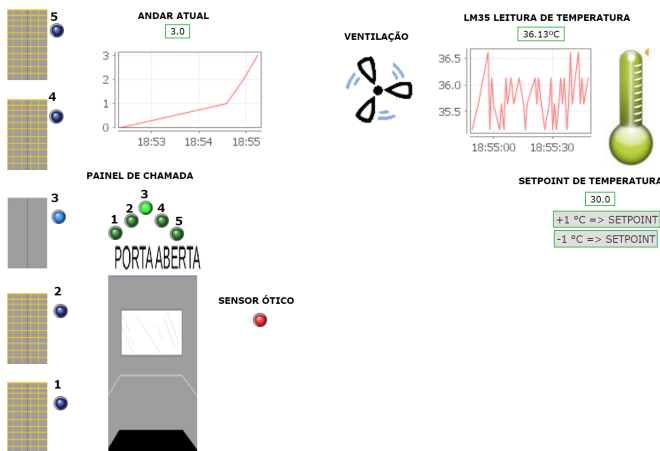 5
ANDAR ATUAL
3.0
3
2
1
0
18:53 18:54 18:55
VENTILAÇÃO
LM35 LEITURA DE TEMPERATURA
36.13ºC
36.5
36.0
35.5
18:55:00 18:55:30
4
PAINEL DE CHAMADA
3
2 4
1 5
PORTA ABERTA
SETPOINT DE TEMPERATURA
30.0
+1 °C => SETPOINT
-1 °C => SETPOINT
3
2
SENSOR ÓTICO
1